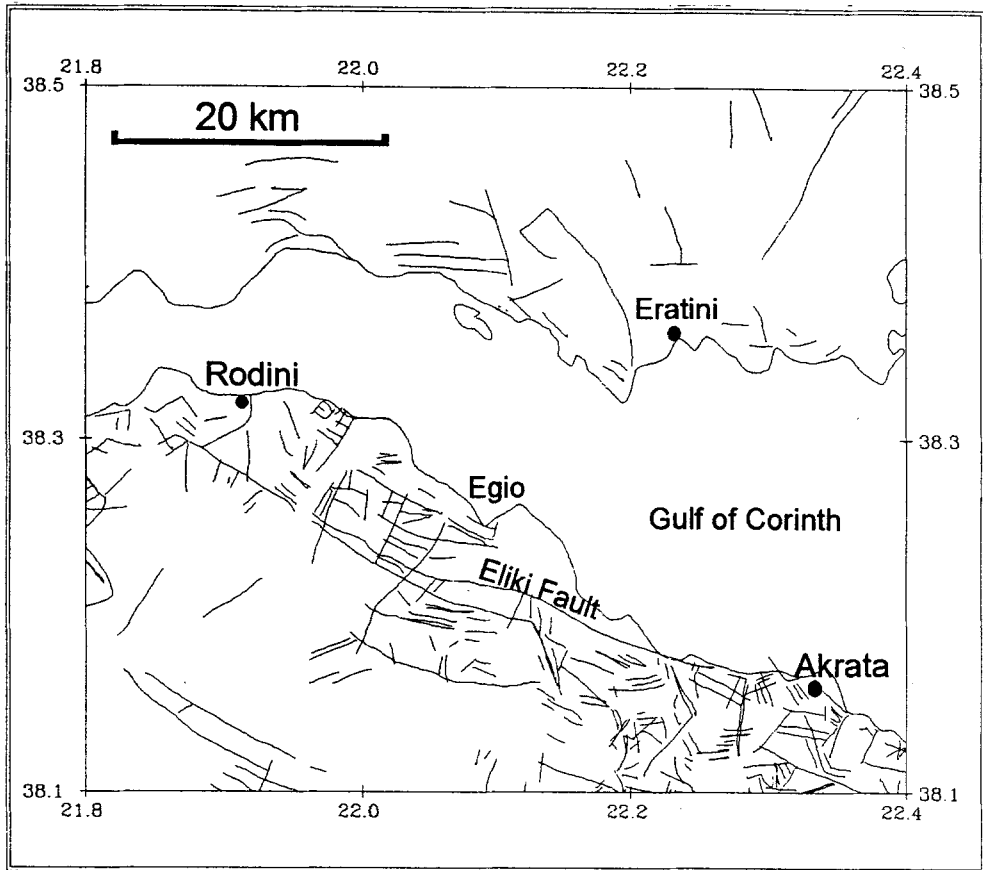 21.8 22.0 22.2 22.4
38.5 38.5
20 km
Eratini
Rodini
38.3 38.3
Egio
Gulf of Corinth
Eliki Fault
Akrata
38.1 38.1
21.8 22.0 22.2 22.4